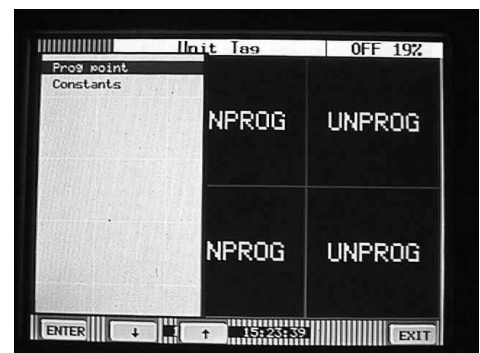 Unit Tag OFF 19%
Prog point
Constants
NPROG UNPROG
NPROG UNPROG
ENTER ↓ ↑ 15:23:39 EXIT